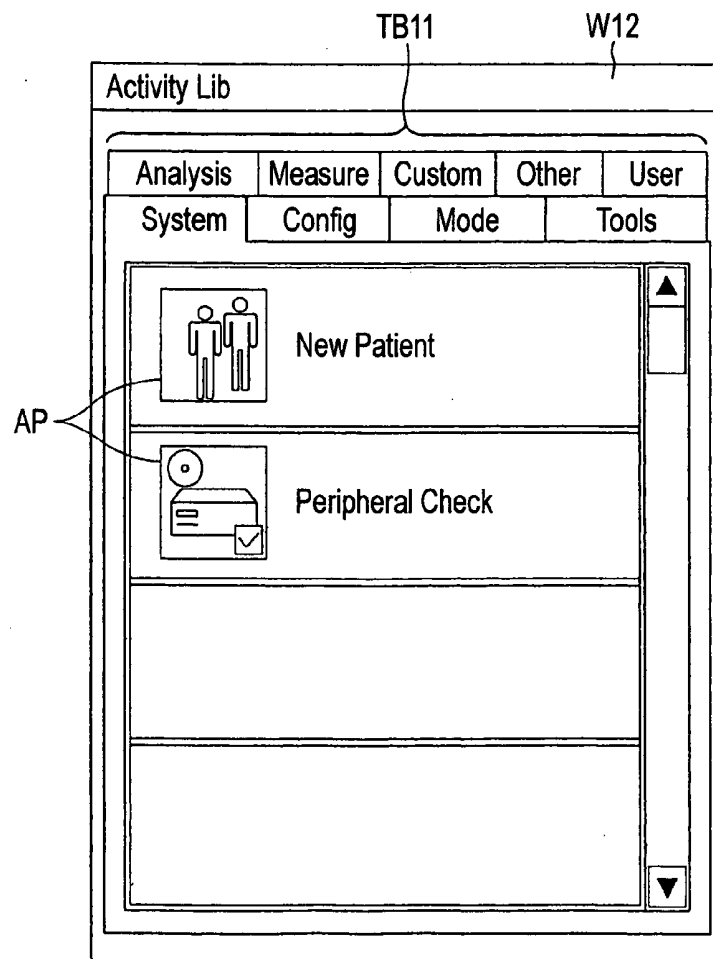 TB11 W12
Activity Lib
Analysis Measure Custom Other User
System Config Mode Tools
New Patient
AP
Peripheral Check